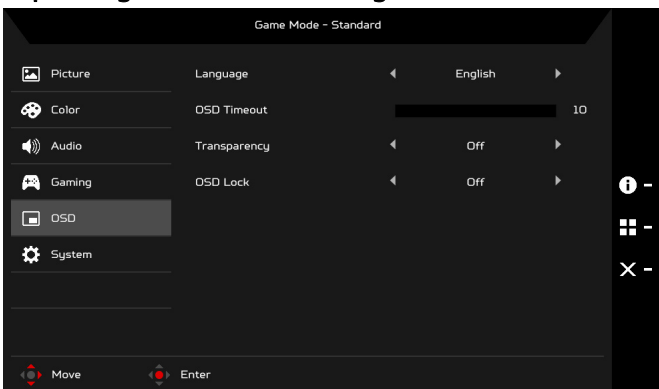 Game Mode - Standard
Picture
Language English
Color
OSD Timeout 10
Audio
Transparency Off
Gaming
OSD Lock Off
OSD
System
Move Enter